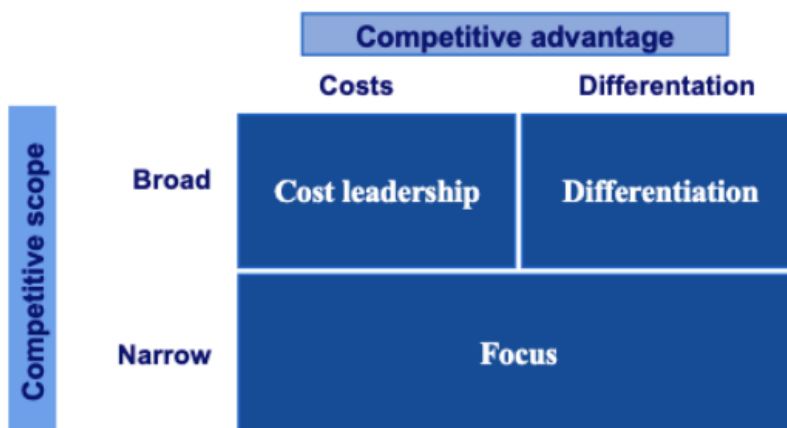 Competitive advantage
Costs
Differentation
Competitive scope
Broad
Cost leadership
Differentiation
Narrow
Focus